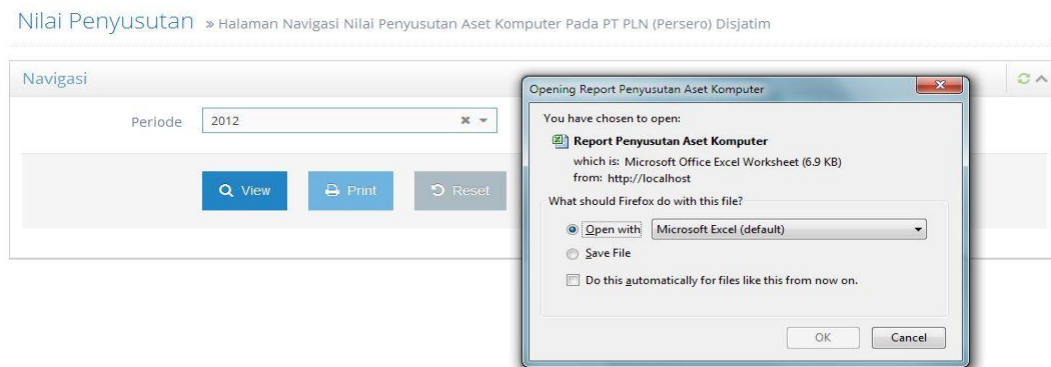 Nilai Penyusutan » Halaman Navigasi Nilai Penyusutan Aset Komputer Pada PT PLN (Persero) Disjatim
Navigasi
Periode 2012
View Print Reset
Opening Report Penyusutan Aset Komputer
You have chosen to open:
Report Penyusutan Aset Komputer
which is: Microsoft Office Excel Worksheet (6.9 KB)
from: http://localhost
What should Firefox do with this file?
Open with Microsoft Excel (default)
Save File
Do this automatically for files like this from now on.
OK Cancel